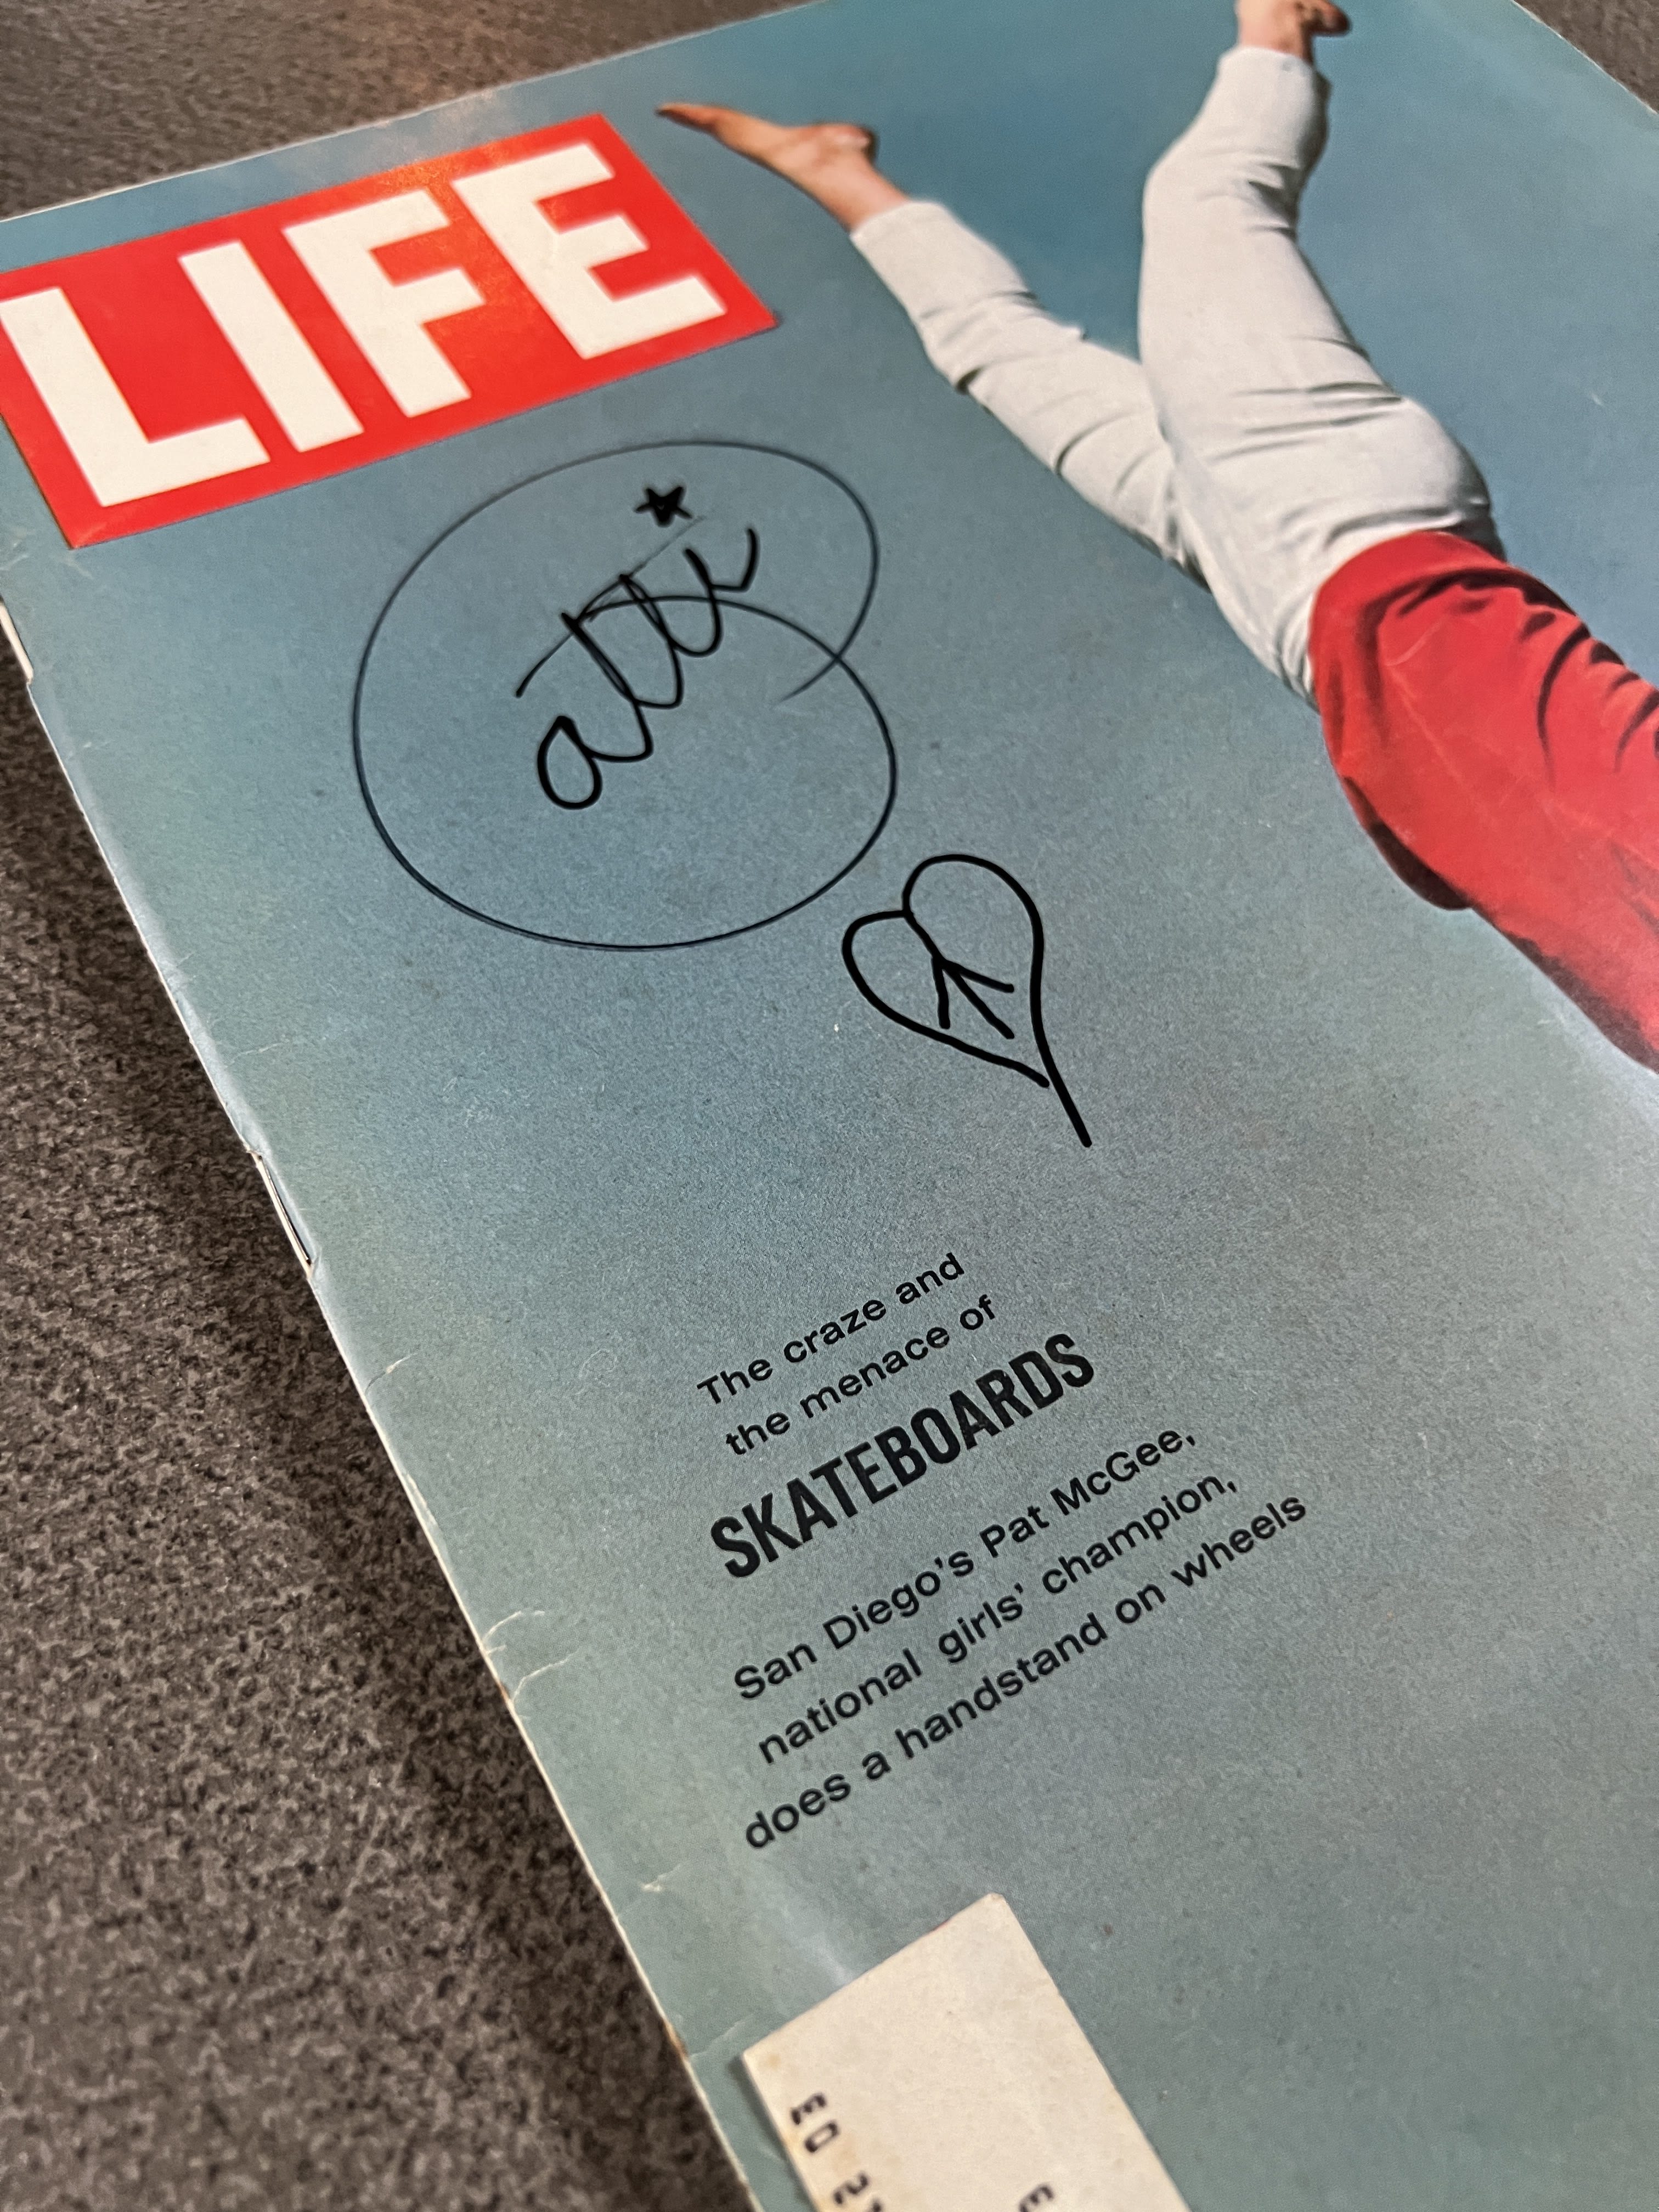 LIFE
Patti
The craze and
the menace of
SKATEBOARDS
San Diego's Pat McGee,
national girls' champion,
does a handstand on wheels